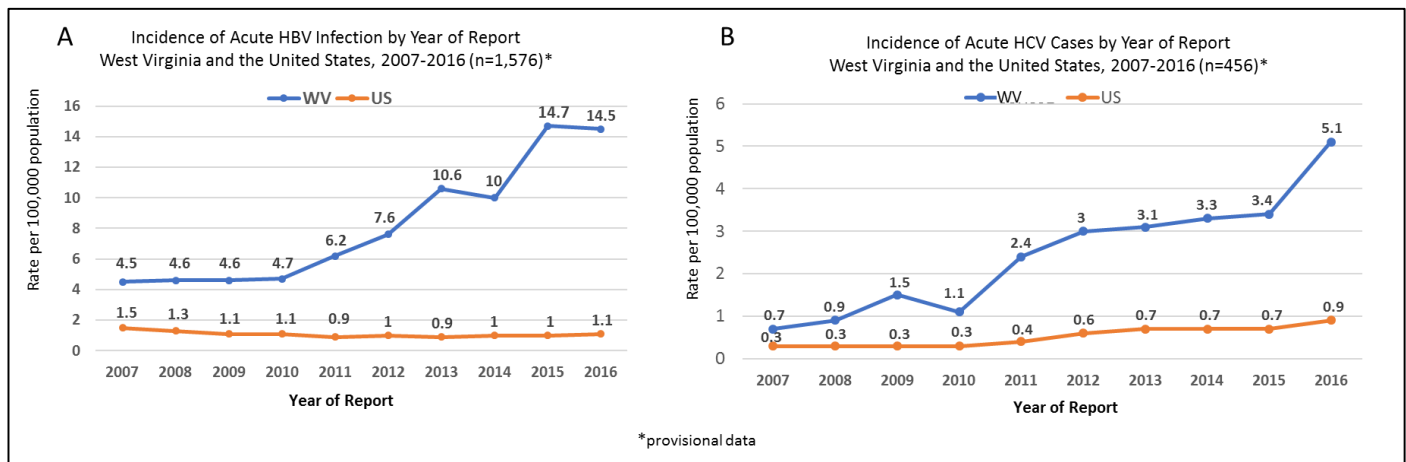 A
Incidence of Acute HBV Infection by Year of Report
West Virginia and the United States, 2007-2016 (n=1,576)*
WV US
Rate per 100,000 population
16
14
12
10
8
6
4
2
0
4.5 4.6 4.6 4.7 6.2 7.6 10.6 10 14.7 14.5
1.5 1.3 1.1 1.1 0.9 1 0.9 1 1 1.1
2007 2008 2009 2010 2011 2012 2013 2014 2015 2016
Year of Report
B
Incidence of Acute HCV Cases by Year of Report
West Virginia and the United States, 2007-2016 (n=456)*
WV US
Rate per 100,000 population
6
5
4
3
2
1
0
0.7 0.9 1.5 1.1 2.4 3 3.1 3.3 3.4 5.1
0.3 0.3 0.3 0.3 0.4 0.6 0.7 0.7 0.7 0.9
2007 2008 2009 2010 2011 2012 2013 2014 2015 2016
Year of Report
*provisional data